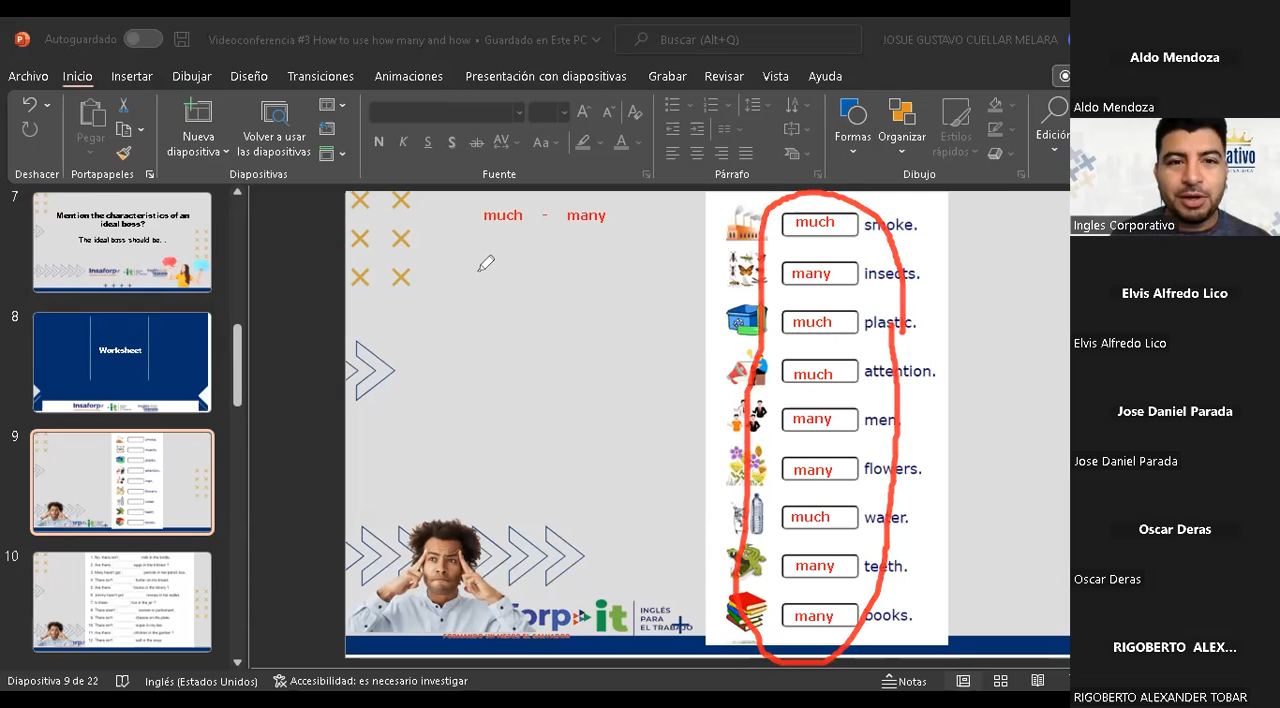 Autoguardado
Videoconferencia #3 How to use how many and how • Guardado en Este PC
Buscar (Alt+Q)
JOSUE GUSTAVO CUELLAR MELARA
Archivo Inicio Insertar Dibujar Diseño Transiciones Animaciones Presentación con diapositivas Grabar Revisar Vista Ayuda
Pegar
Nueva diapositiva
Volver a usar las diapositivas
N K S S ab AV Aa A
Formas
Organizar
Estilos rápidos
Edición
Deshacer Portapapeles Diapositivas Fuente Párrafo Dibujo
7
Mention the characteristics of an
ideal boss?
The ideal boss should be. .
8
Worksheet
9
10
much - many
much smoke.
many insects.
much plastic.
much attention.
many men.
many flowers.
much water.
many teeth.
many books.
INGLÉS
PARA
EL TRABAJO
Diapositiva 9 de 22
Inglés (Estados Unidos)
Accesibilidad: es necesario investigar
Notas
Aldo Mendoza
Aldo Mendoza
Ingles Corporativo
Elvis Alfredo Lico
Elvis Alfredo Lico
Jose Daniel Parada
Jose Daniel Parada
Oscar Deras
Oscar Deras
RIGOBERTO ALEX...
RIGOBERTO ALEXANDER TOBAR